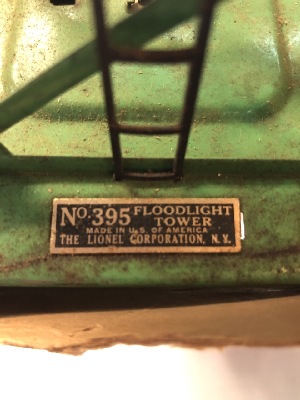 No. 395 FLOODLIGHT
TOWER
MADE IN U.S. OF AMERICA
THE LIONEL CORPORATION, N.Y.